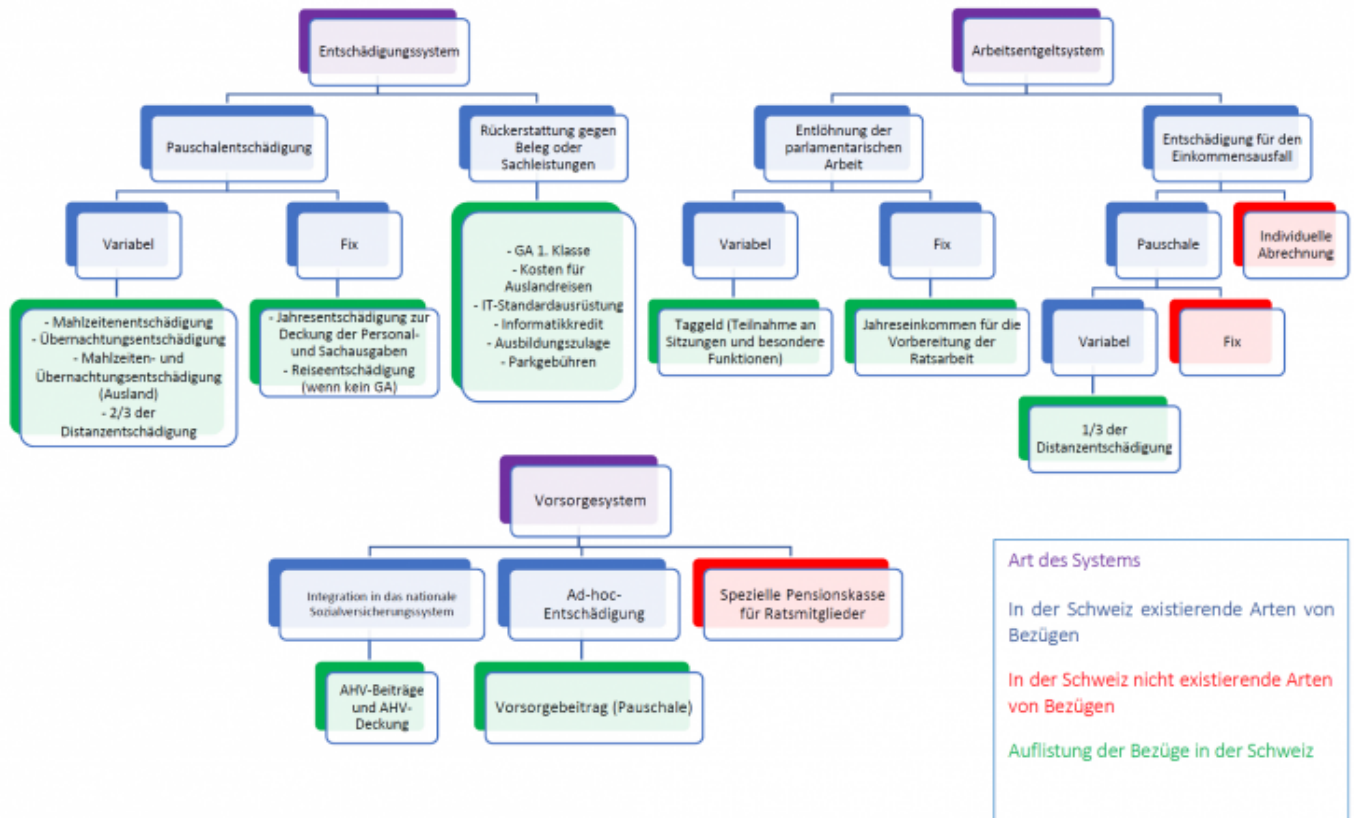 Entschädigungssystem
Pauschalentschädigung
Rückerstattung gegen
Beleg oder
Sachleistungen
Variabel
Fix
- Mahlzeitenentschädigung
- Übernachtungsentschädigung
- Mahlzeiten- und
Übernachtungsentschädigung
(Ausland)
- 2/3 der
Distanzentschädigung
- Jahresentschädigung zur
Deckung der Personal-
und Sachausgaben
- Reiseentschädigung
(wenn kein GA)
- GA 1. Klasse
- Kosten für
Auslandreisen
- IT-Standardausrüstung
- Informatikkredit
- Ausbildungszulage
- Parkgebühren
Arbeitsentgeltsystem
Entlöhnung der
parlamentarischen
Arbeit
Entschädigung für den
Einkommensausfall
Variabel
Fix
Pauschale
Individuelle
Abrechnung
Taggeld (Teilnahme an
Sitzungen und besondere
Funktionen)
Jahreseinkommen für die
Vorbereitung der
Ratsarbeit
Variabel
Fix
1/3 der
Distanzentschädigung
Vorsorgesystem
Integration in das nationale
Sozialversicherungssystem
Ad-hoc-
Entschädigung
Spezielle Pensionskasse
für Ratsmitglieder
AHV-Beiträge
und AHV-
Deckung
Vorsorgebeitrag (Pauschale)
Art des Systems
In der Schweiz existierende Arten von
Bezügen
In der Schweiz nicht existierende Arten
von Bezügen
Auflistung der Bezüge in der Schweiz